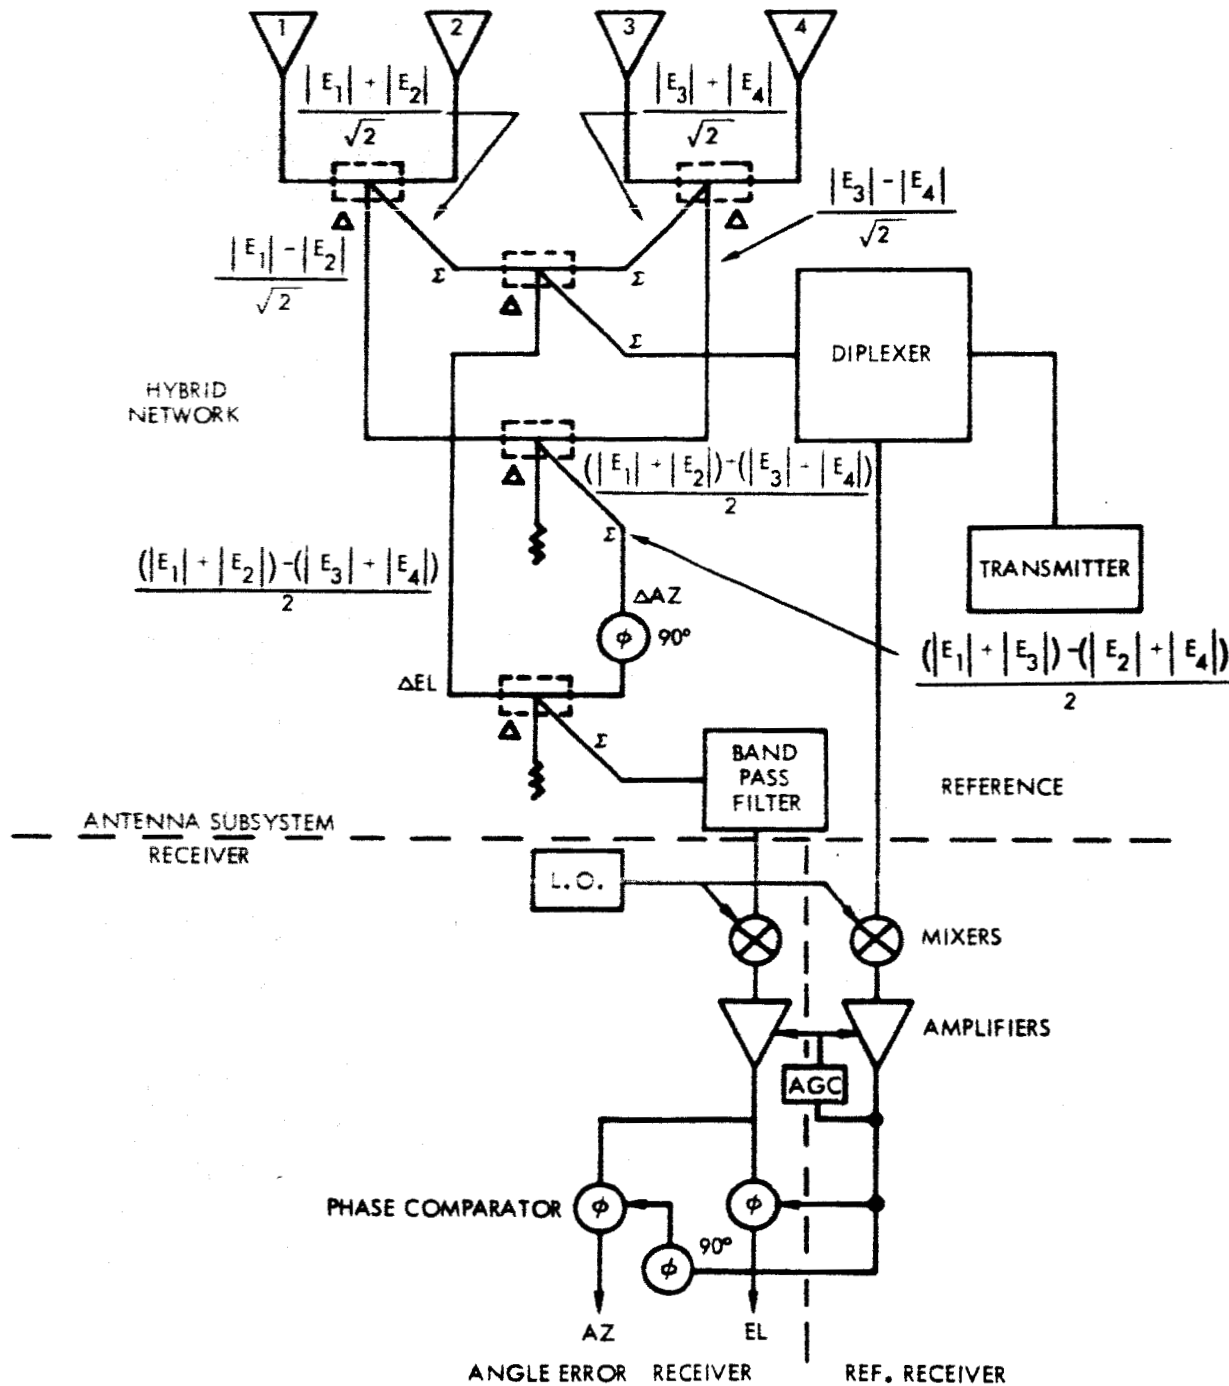 1
2
3
4
|E₁| + |E₂|
√2
|E₃| + |E₄|
√2
Δ
Δ
|E₃| - |E₄|
√2
|E₁| - |E₂|
√2
Σ
Σ
Δ
Σ
DIPLEXER
HYBRID
NETWORK
(|E₁| + |E₂|) - (|E₃| + |E₄|)
2
Δ
Σ
(|E₁| + |E₂|) - (|E₃| + |E₄|)
2
TRANSMITTER
ΔAZ
ϕ 90°
(|E₁| + |E₃|) - (|E₂| + |E₄|)
2
ΔEL
Δ
Σ
BAND
PASS
FILTER
REFERENCE
ANTENNA SUBSYSTEM
RECEIVER
L.O.
MIXERS
AMPLIFIERS
AGC
PHASE COMPARATOR
ϕ
ϕ
90°
ϕ
AZ
EL
ANGLE ERROR RECEIVER
REF. RECEIVER